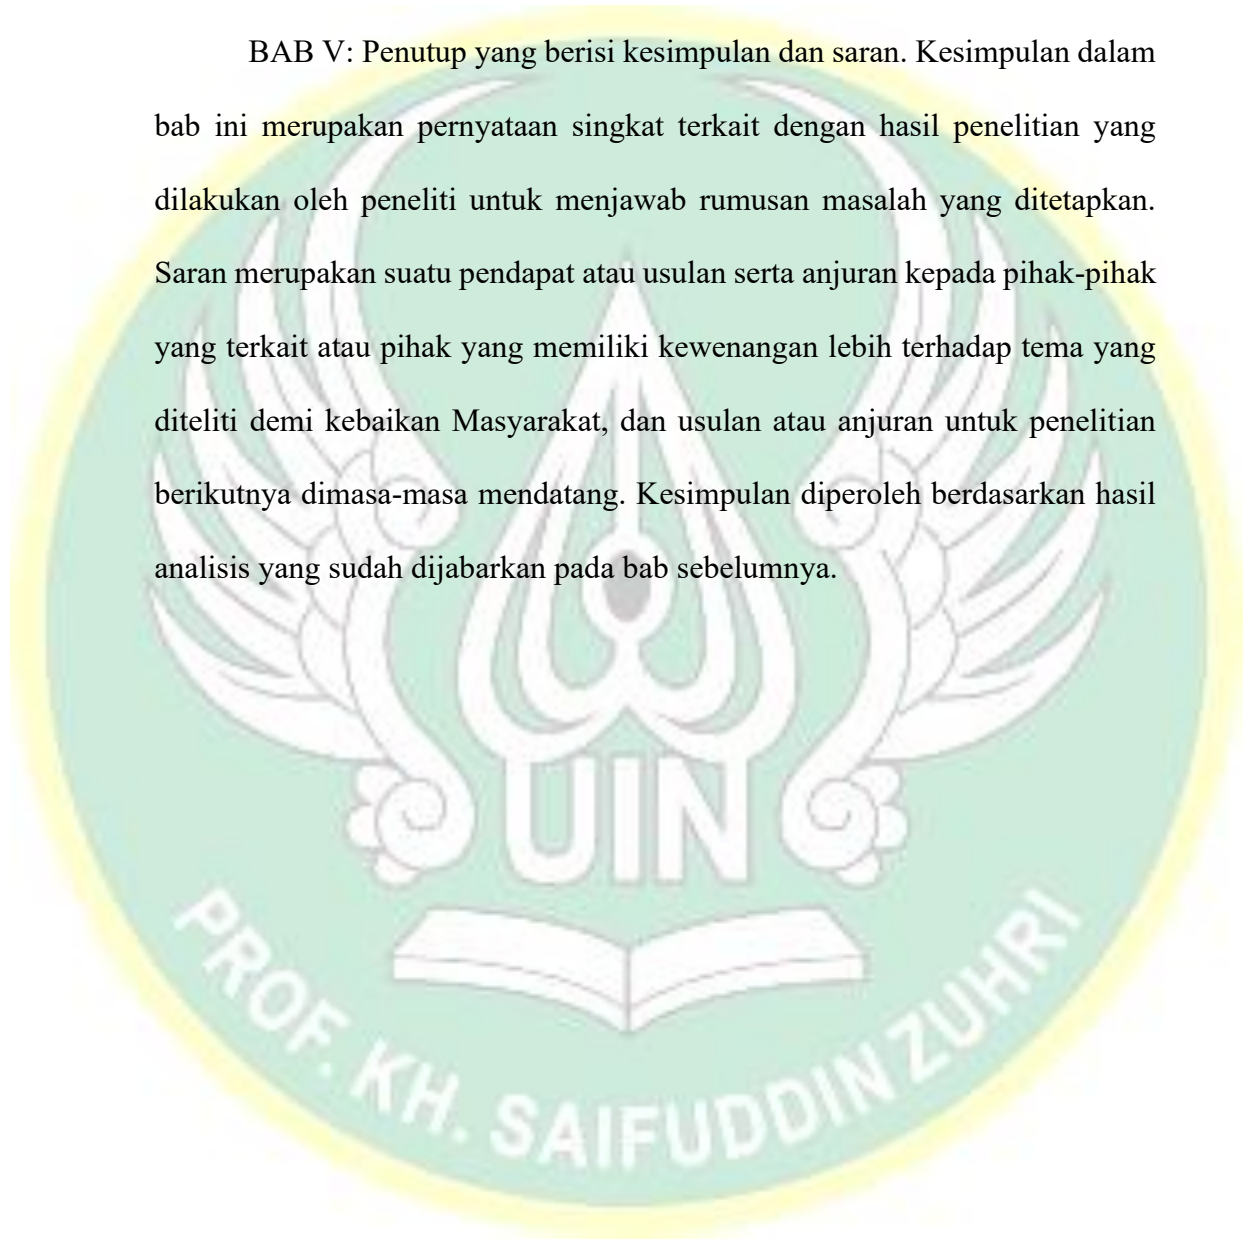 BAB V: Penutup yang berisi kesimpulan dan saran. Kesimpulan dalam
bab ini merupakan pernyataan singkat terkait dengan hasil penelitian yang
dilakukan oleh peneliti untuk menjawab rumusan masalah yang ditetapkan.
Saran merupakan suatu pendapat atau usulan serta anjuran kepada pihak-pihak
yang terkait atau pihak yang memiliki kewenangan lebih terhadap tema yang
diteliti demi kebaikan Masyarakat, dan usulan atau anjuran untuk penelitian
berikutnya dimasa-masa mendatang. Kesimpulan diperoleh berdasarkan hasil
analisis yang sudah dijabarkan pada bab sebelumnya.
UIN
PROF. KH. SAIFUDDIN ZUHRI